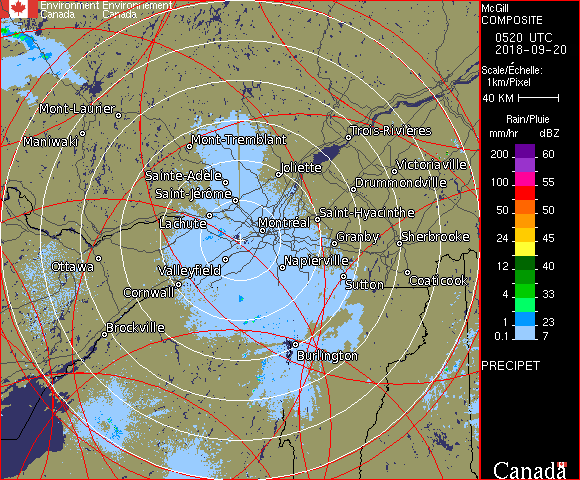 Environment Environnement
Canada Canada
McGill
COMPOSITE
0520 UTC
2018-09-20
Scale/Échelle:
1km/Pixel
40 KM
Rain/Pluie
mm/hr dBZ
200 60
100 55
50 50
24 45
12 40
4 33
1 23
0.1 7
PRECIPET
Canada
Mont-Laurier
Maniwaki
Mont-Tremblant
Trois-Rivières
Sainte-Adèle
Joliette
Victoriaville
Saint-Jérôme
Drummondville
Lachute
Montréal
Saint-Hyacinthe
Granby
Sherbrooke
Ottawa
Valleyfield
Napierville
Cornwall
Sutton
Coaticook
Brockville
Burlington